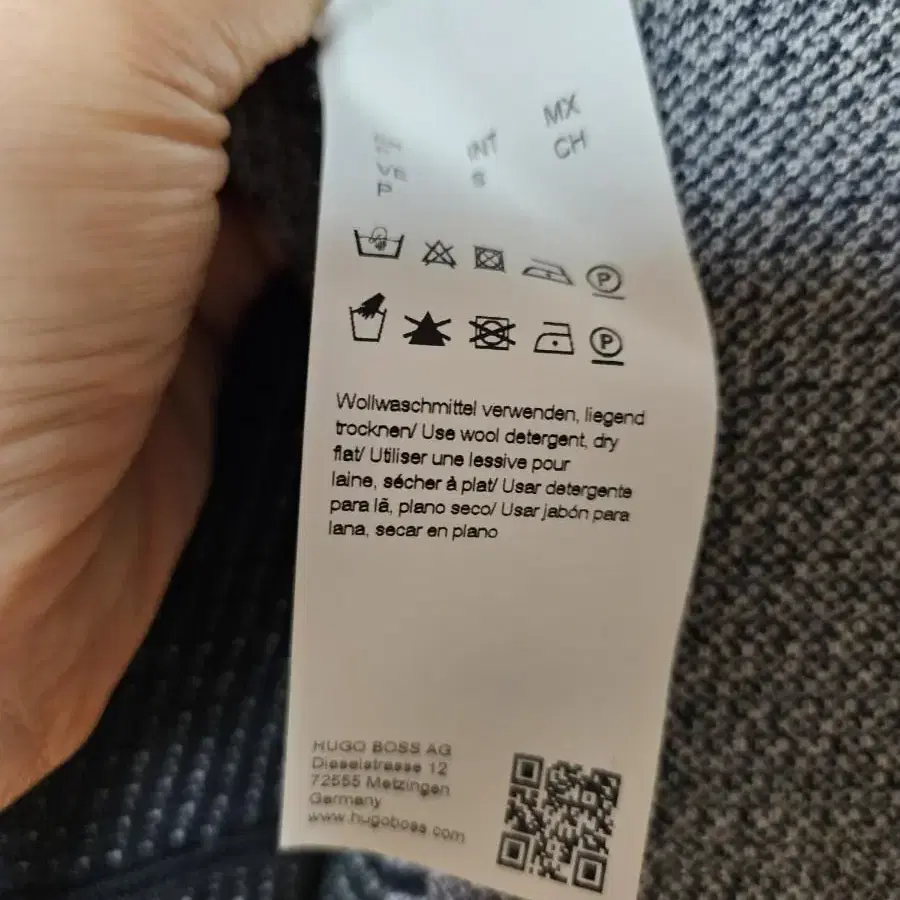 MX
INT
CH
VE
S
P
P
P
Wollwaschmittel verwenden, liegend
trocknen/ Use wool detergent, dry
flat/ Utiliser une lessive pour
laine, sécher à plat/ Usar detergente
para lã, plano seco/ Usar jabón para
lana, secar en plano
HUGO BOSS AG
Dieselstrasse 12
72555 Metzingen
Germany
www.hugoboss.com